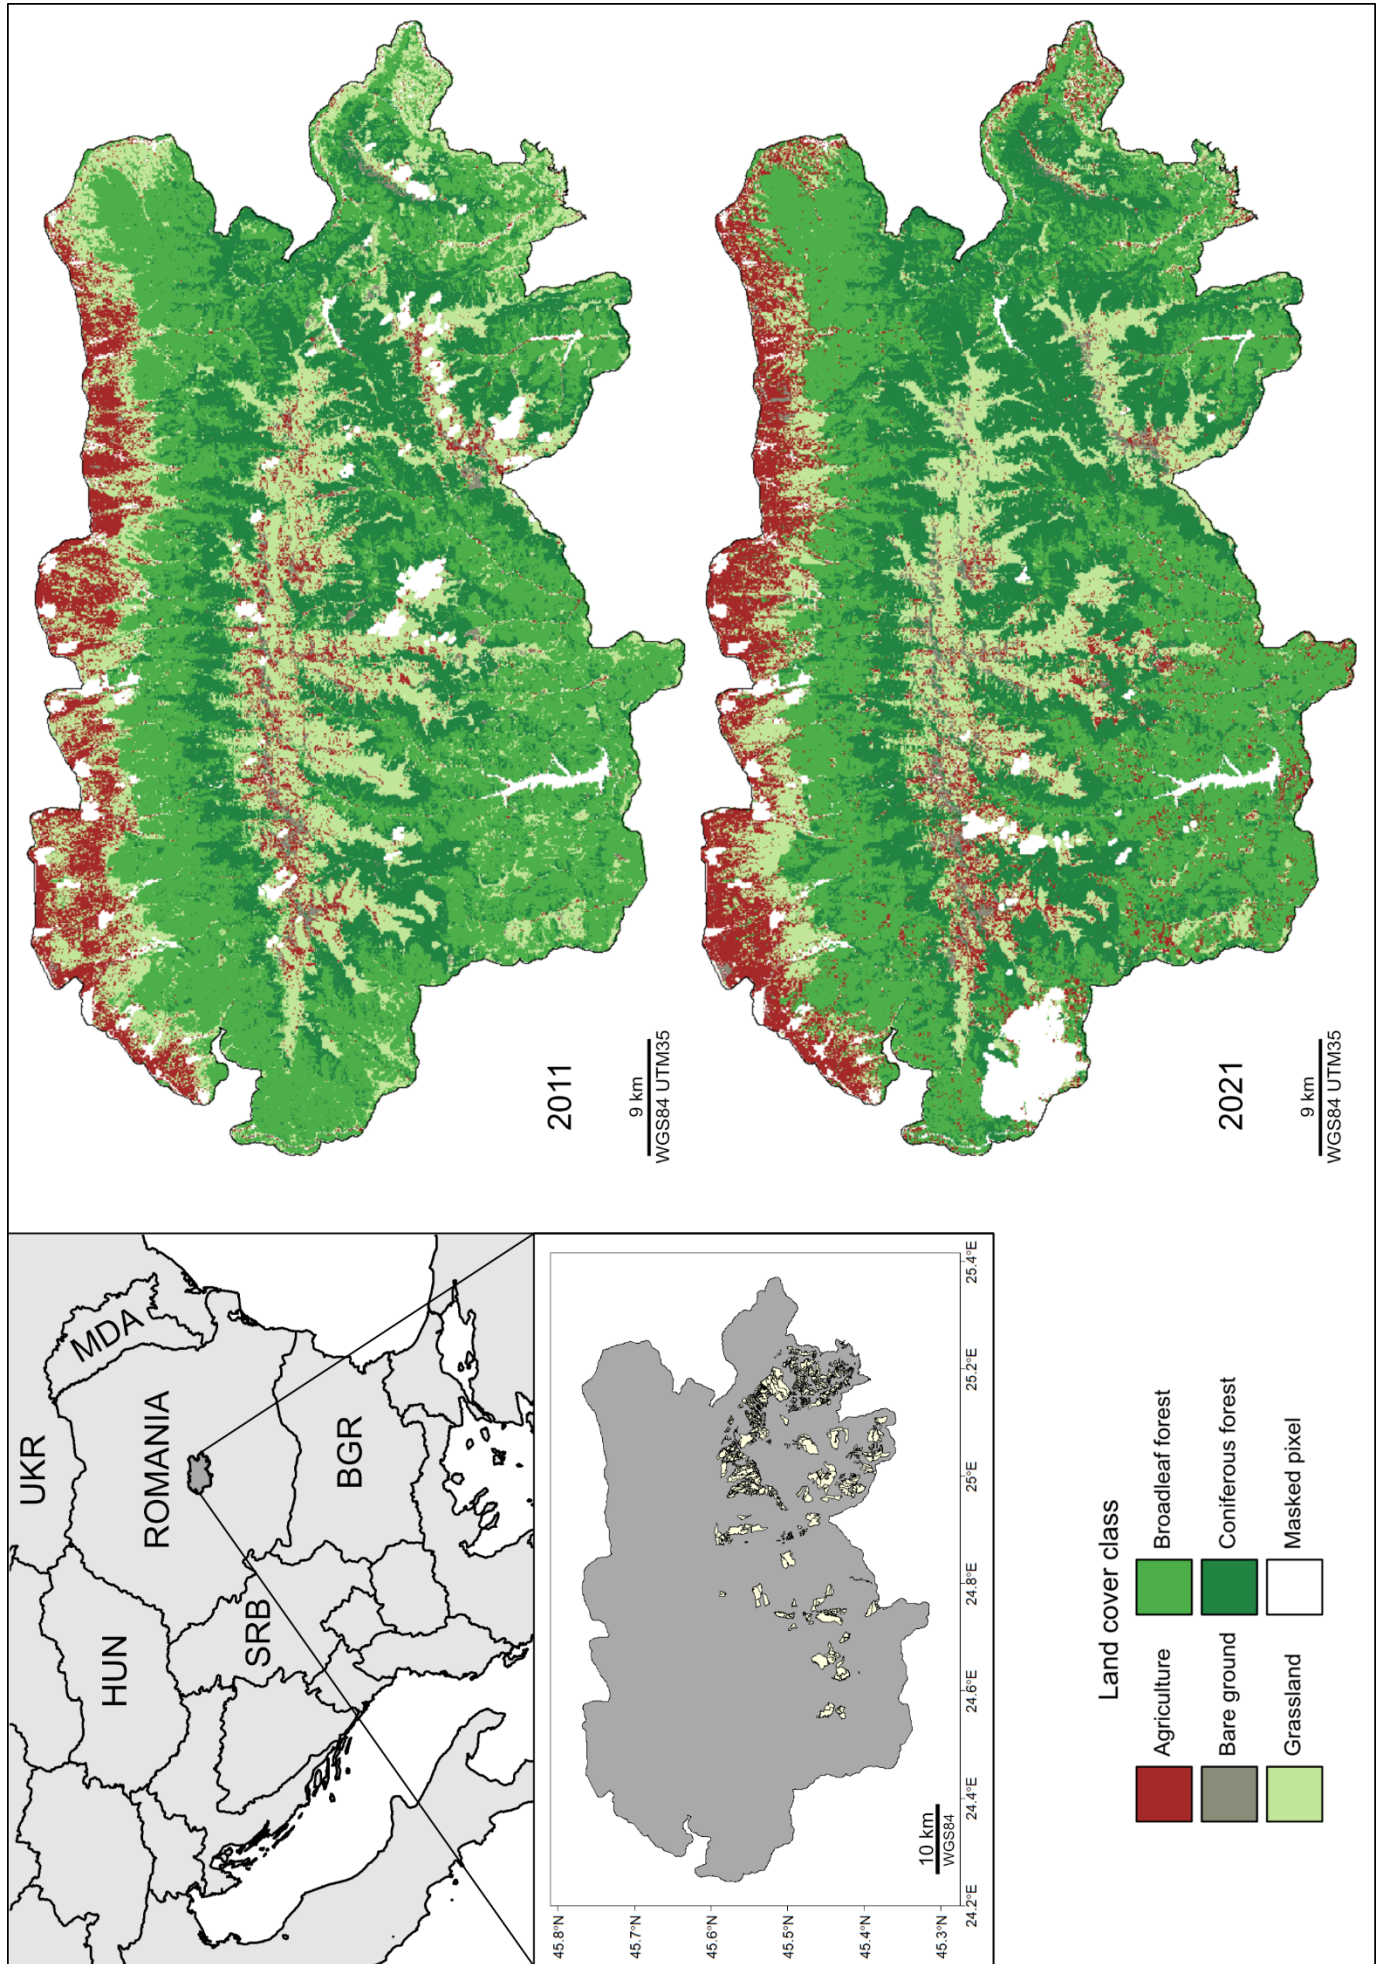 UKR
MDA
HUN
ROMANIA
SRB
BGR
45.8°N
45.7°N
45.6°N
45.5°N
45.4°N
45.3°N
10 km
WGS84
24.2°E
24.4°E
24.6°E
24.8°E
25°E
25.2°E
25.4°E
Land cover class
Agriculture
Broadleaf forest
Bare ground
Coniferous forest
Grassland
Masked pixel
2011
9 km
WGS84 UTM35
2021
9 km
WGS84 UTM35